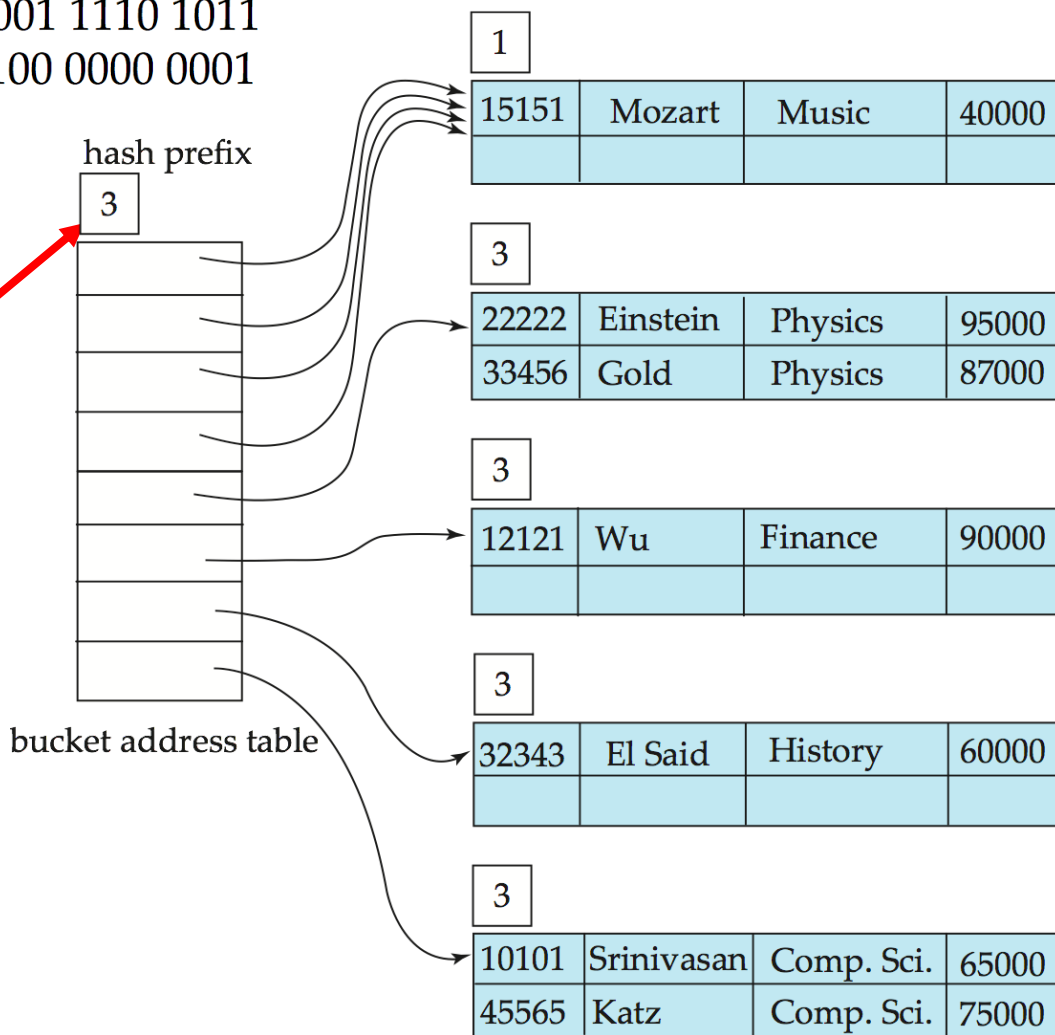 001 1110 1011
100 0000 0001
hash prefix
3
bucket address table
1
15151 Mozart Music 40000
3
22222 Einstein Physics 95000
33456 Gold Physics 87000
3
12121 Wu Finance 90000
3
32343 El Said History 60000
3
10101 Srinivasan Comp. Sci. 65000
45565 Katz Comp. Sci. 75000